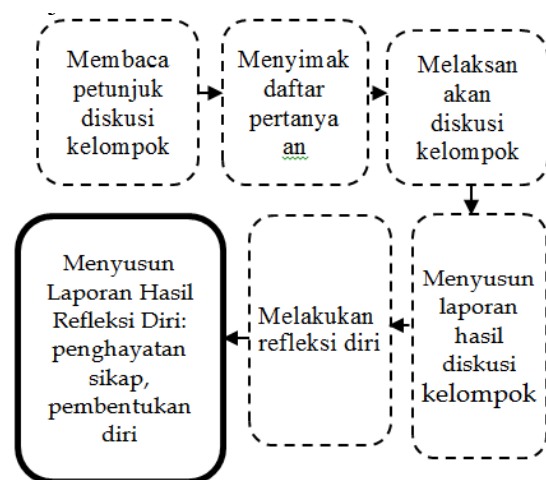 Membaca
petunjuk
diskusi
kelompok
Menyimak
daftar
pertanya
an
Melaksan
akan
diskusi
kelompok
Menyusun
laporan
hasil
diskusi
kelompok
Melakukan
refleksi diri
Menyusun
Laporan Hasil
Refleksi Diri:
penghayatan
sikap,
pembentukan
diri